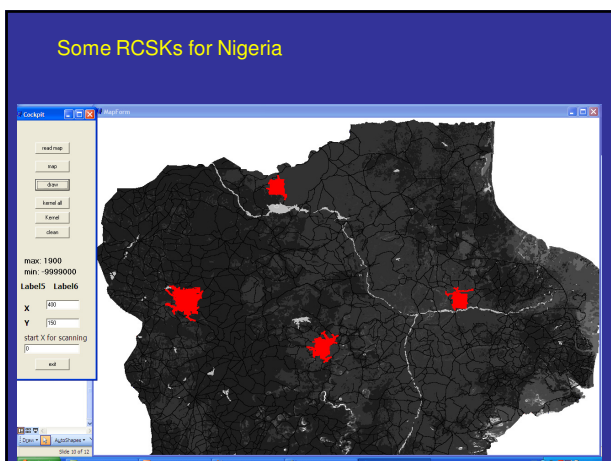 Some RCSKs for Nigeria
Cockpit
MapForm
read map
map
draw
kernel all
Kernel
clean
max: 1900
min: -9999000
Label5 Label6
X 400
Y 150
start X for scanning
0
exit
Draw
AutoShapes
Slide 10 of 12